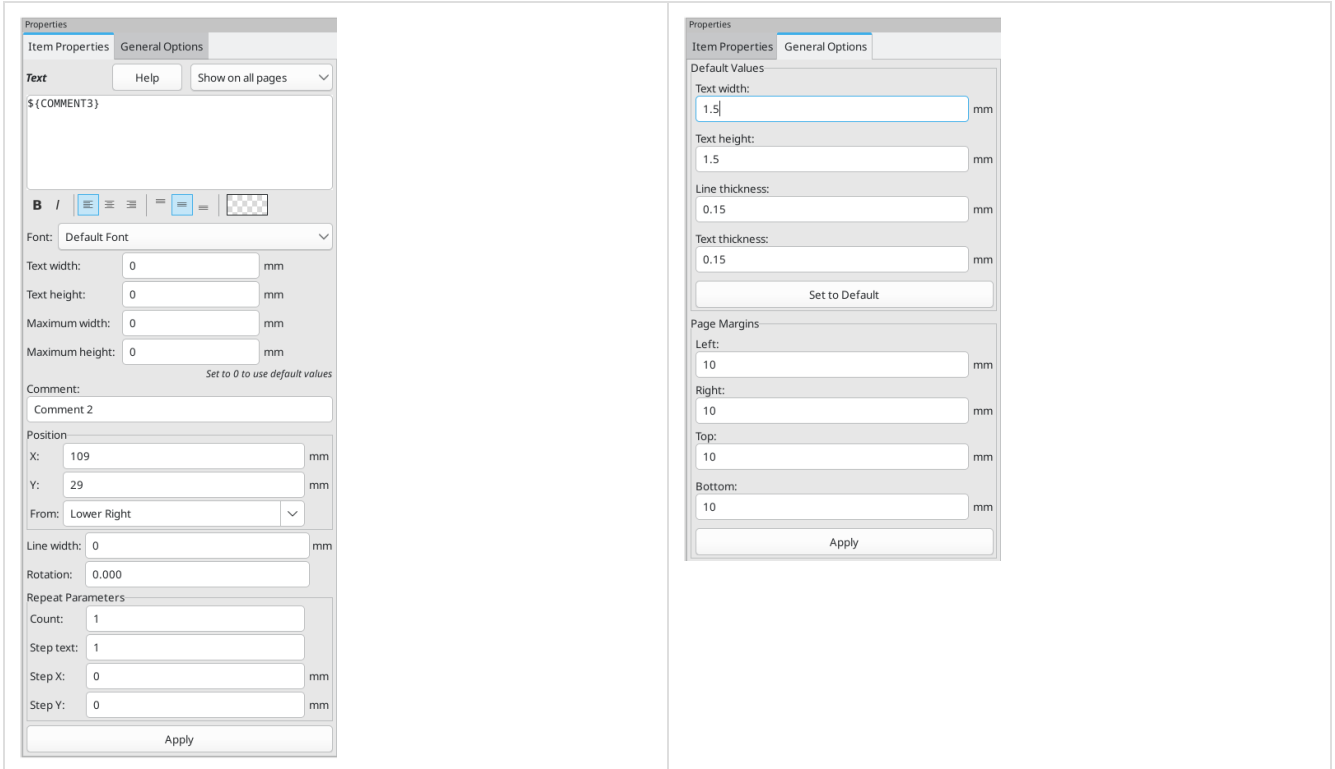 Properties
Item Properties General Options
Text Help Show on all pages
${COMMENT3}
B I
Font: Default Font
Text width: 0 mm
Text height: 0 mm
Maximum width: 0 mm
Maximum height: 0 mm
Set to 0 to use default values
Comment:
Comment 2
Position
X: 109 mm
Y: 29 mm
From: Lower Right
Line width: 0 mm
Rotation: 0.000
Repeat Parameters
Count: 1
Step text: 1
Step X: 0 mm
Step Y: 0 mm
Apply
Properties
Item Properties General Options
Default Values
Text width:
1.5 mm
Text height:
1.5 mm
Line thickness:
0.15 mm
Text thickness:
0.15 mm
Set to Default
Page Margins
Left:
10 mm
Right:
10 mm
Top:
10 mm
Bottom:
10 mm
Apply